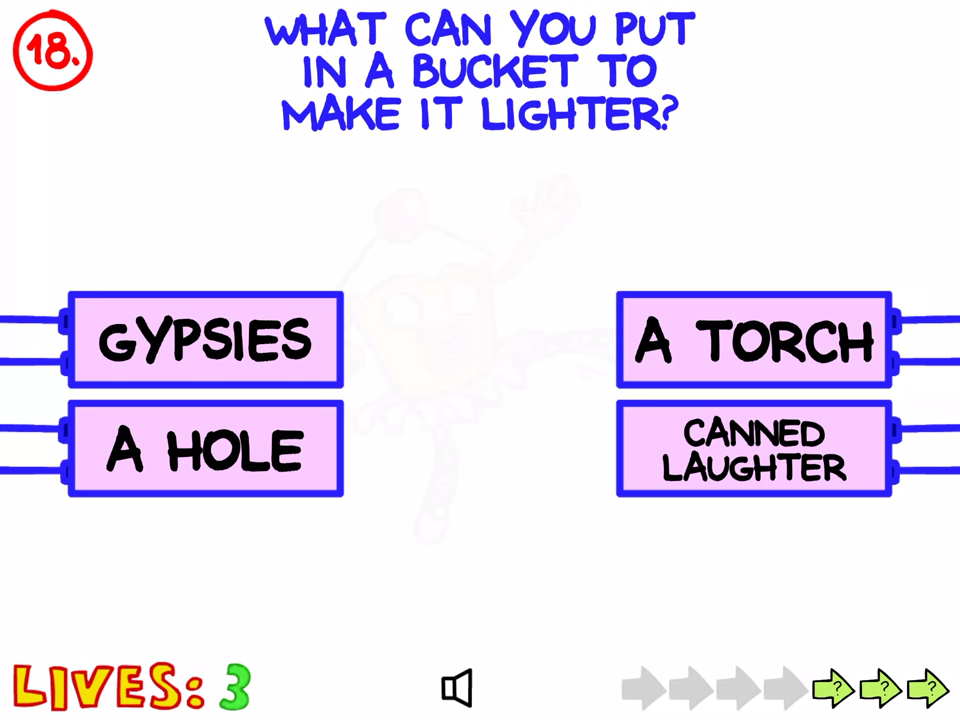 18.
WHAT CAN YOU PUT
IN A BUCKET TO
MAKE IT LIGHTER?
GYPSIES
A TORCH
A HOLE
CANNED
LAUGHTER
LIVES: 3
? ? ?